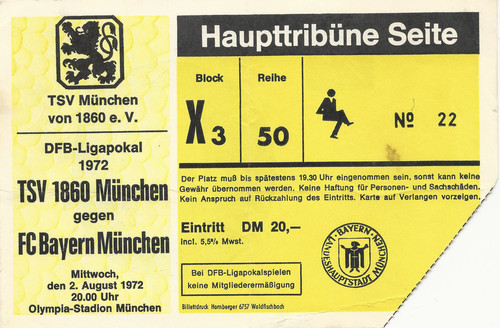 TSV München
von 1860 e. V.
DFB-Ligapokal
1972
TSV 1860 München
gegen
FC Bayern München
Mittwoch,
den 2. August 1972
20.00 Uhr
Olympia-Stadion München
Haupttribüne Seite
Block
Reihe
X3
50
No 22
Der Platz muß bis spätestens 19.30 Uhr eingenommen sein, sonst kann keine
Gewähr übernommen werden. Keine Haftung für Personen- und Sachschäden.
Kein Anspruch auf Rückzahlung des Eintritts. Karte auf Verlangen vorzeigen.
Eintritt DM 20,—
incl. 5,5% Mwst.
Bei DFB-Ligapokalspielen
keine Mitgliederermäßigung
BAYERN
LANDESHAUPTSTADT MÜNCHEN
Billettdruck Homberger 6757 Waldfischbach